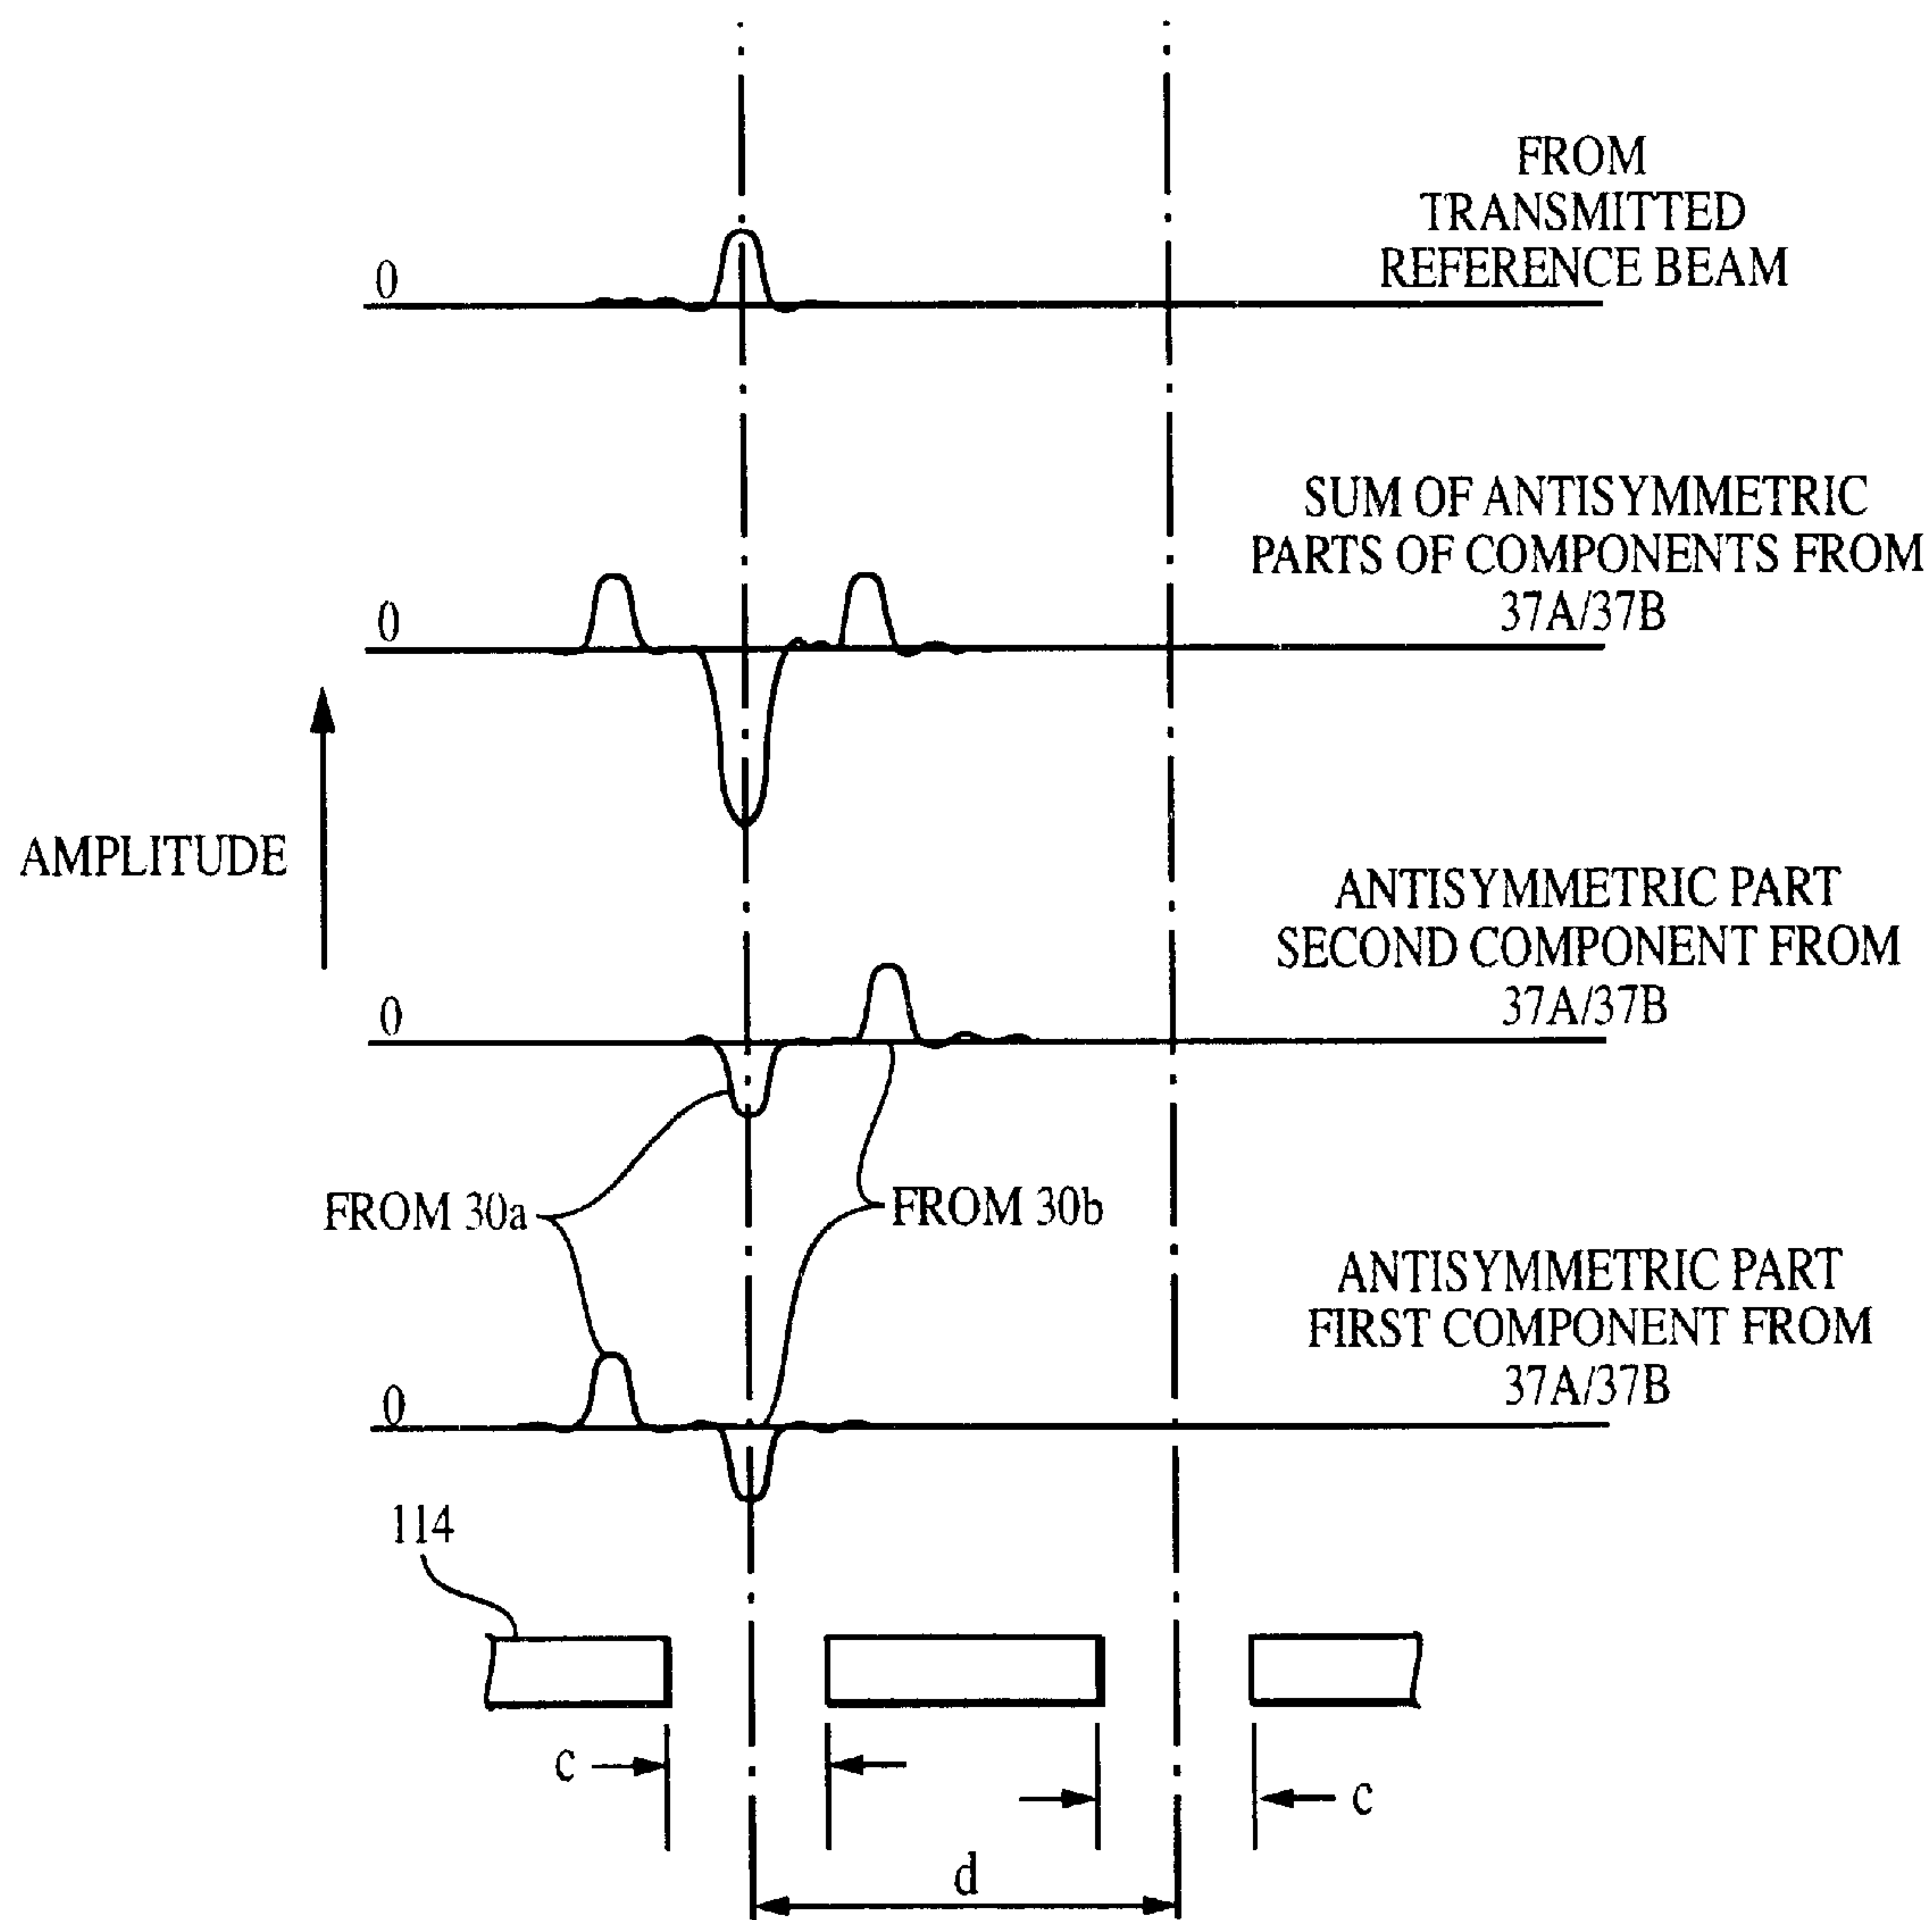 FROM
TRANSMITTED
REFERENCE BEAM
0
SUM OF ANTISYMMETRIC
PARTS OF COMPONENTS FROM
37A/37B
0
AMPLITUDE
ANTISYMMETRIC PART
SECOND COMPONENT FROM
37A/37B
0
FROM 30a
FROM 30b
ANTISYMMETRIC PART
FIRST COMPONENT FROM
37A/37B
0
114
c
c
d